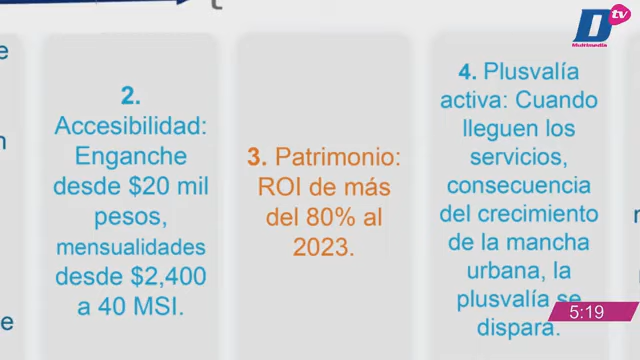 2.
Accesibilidad:
Enganche
desde $20 mil
pesos,
mensualidades
desde $2,400
a 40 MSI.
3. Patrimonio:
ROI de más
del 80% al
2023.
4. Plusvalía
activa: Cuando
lleguen los
servicios,
consecuencia
del crecimiento
de la mancha
urbana, la
plusvalía se
dispara.
D tv
Multimedia
5:19